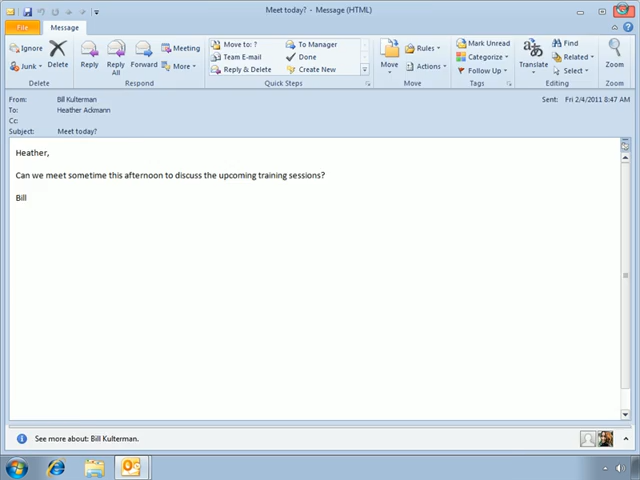 Meet today? - Message (HTML)
File Message
Ignore
Junk
Delete
Delete
Reply
Reply All
Forward
Meeting
More
Respond
Move to: ?
Team E-mail
Reply & Delete
To Manager
Done
Create New
Quick Steps
Move
Rules
Actions
Move
Mark Unread
Categorize
Follow Up
Tags
Translate
Find
Related
Select
Editing
Zoom
Zoom
From: Bill Kulterman Sent: Fri 2/4/2011 8:47 AM
To: Heather Ackmann
Cc:
Subject: Meet today?
Heather,
Can we meet sometime this afternoon to discuss the upcoming training sessions?
Bill
See more about: Bill Kulterman.